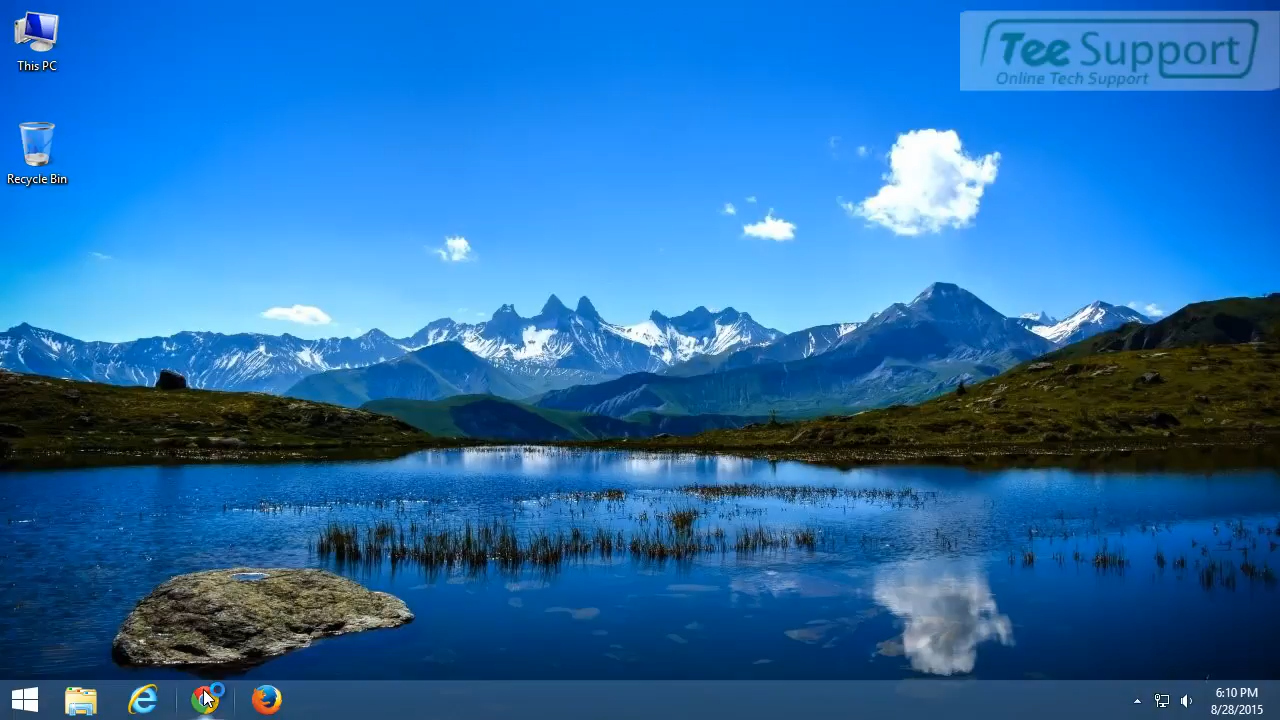 This PC
Recycle Bin
Tee Support
Online Tech Support
6:10 PM
8/28/2015